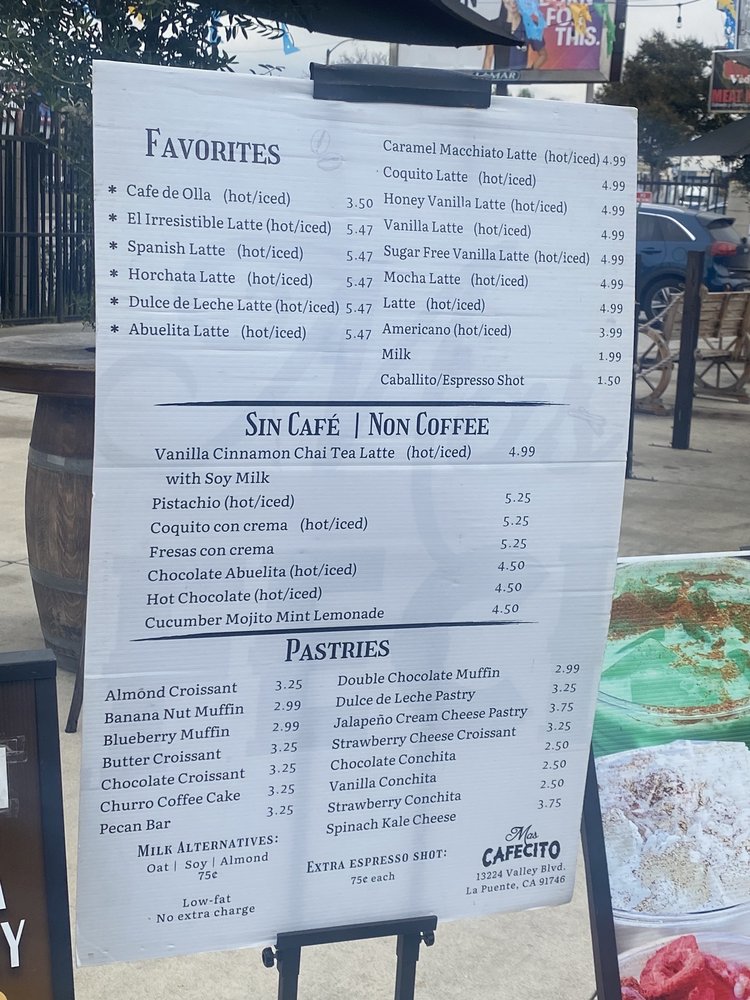 FO
THIS.
LAMAR
MEAT
FAVORITES
* Cafe de Olla (hot/iced) 3.50
* El Irresistible Latte (hot/iced) 5.47
* Spanish Latte (hot/iced) 5.47
* Horchata Latte (hot/iced) 5.47
* Dulce de Leche Latte (hot/iced) 5.47
* Abuelita Latte (hot/iced) 5.47
Caramel Macchiato Latte (hot/iced) 4.99
Coquito Latte (hot/iced) 4.99
Honey Vanilla Latte (hot/iced) 4.99
Vanilla Latte (hot/iced) 4.99
Sugar Free Vanilla Latte (hot/iced) 4.99
Mocha Latte (hot/iced) 4.99
Latte (hot/iced) 4.99
Americano (hot/iced) 3.99
Milk 1.99
Caballito/Espresso Shot 1.50
SIN CAFÉ | NON COFFEE
Vanilla Cinnamon Chai Tea Latte (hot/iced) 4.99
with Soy Milk
Pistachio (hot/iced) 5.25
Coquito con crema (hot/iced) 5.25
Fresas con crema 5.25
Chocolate Abuelita (hot/iced) 4.50
Hot Chocolate (hot/iced) 4.50
Cucumber Mojito Mint Lemonade 4.50
PASTRIES
Almond Croissant 3.25
Banana Nut Muffin 2.99
Blueberry Muffin 2.99
Butter Croissant 3.25
Chocolate Croissant 3.25
Churro Coffee Cake 3.25
Pecan Bar 3.25
Double Chocolate Muffin 2.99
Dulce de Leche Pastry 3.25
Jalapeño Cream Cheese Pastry 3.75
Strawberry Cheese Croissant 3.25
Chocolate Conchita 2.50
Vanilla Conchita 2.50
Strawberry Conchita 2.50
Spinach Kale Cheese 3.75
MILK ALTERNATIVES:
Oat | Soy | Almond
75¢
Low-fat
No extra charge
EXTRA ESPRESSO SHOT:
75¢ each
Mas
CAFECITO
13224 Valley Blvd.
La Puente, CA 91746